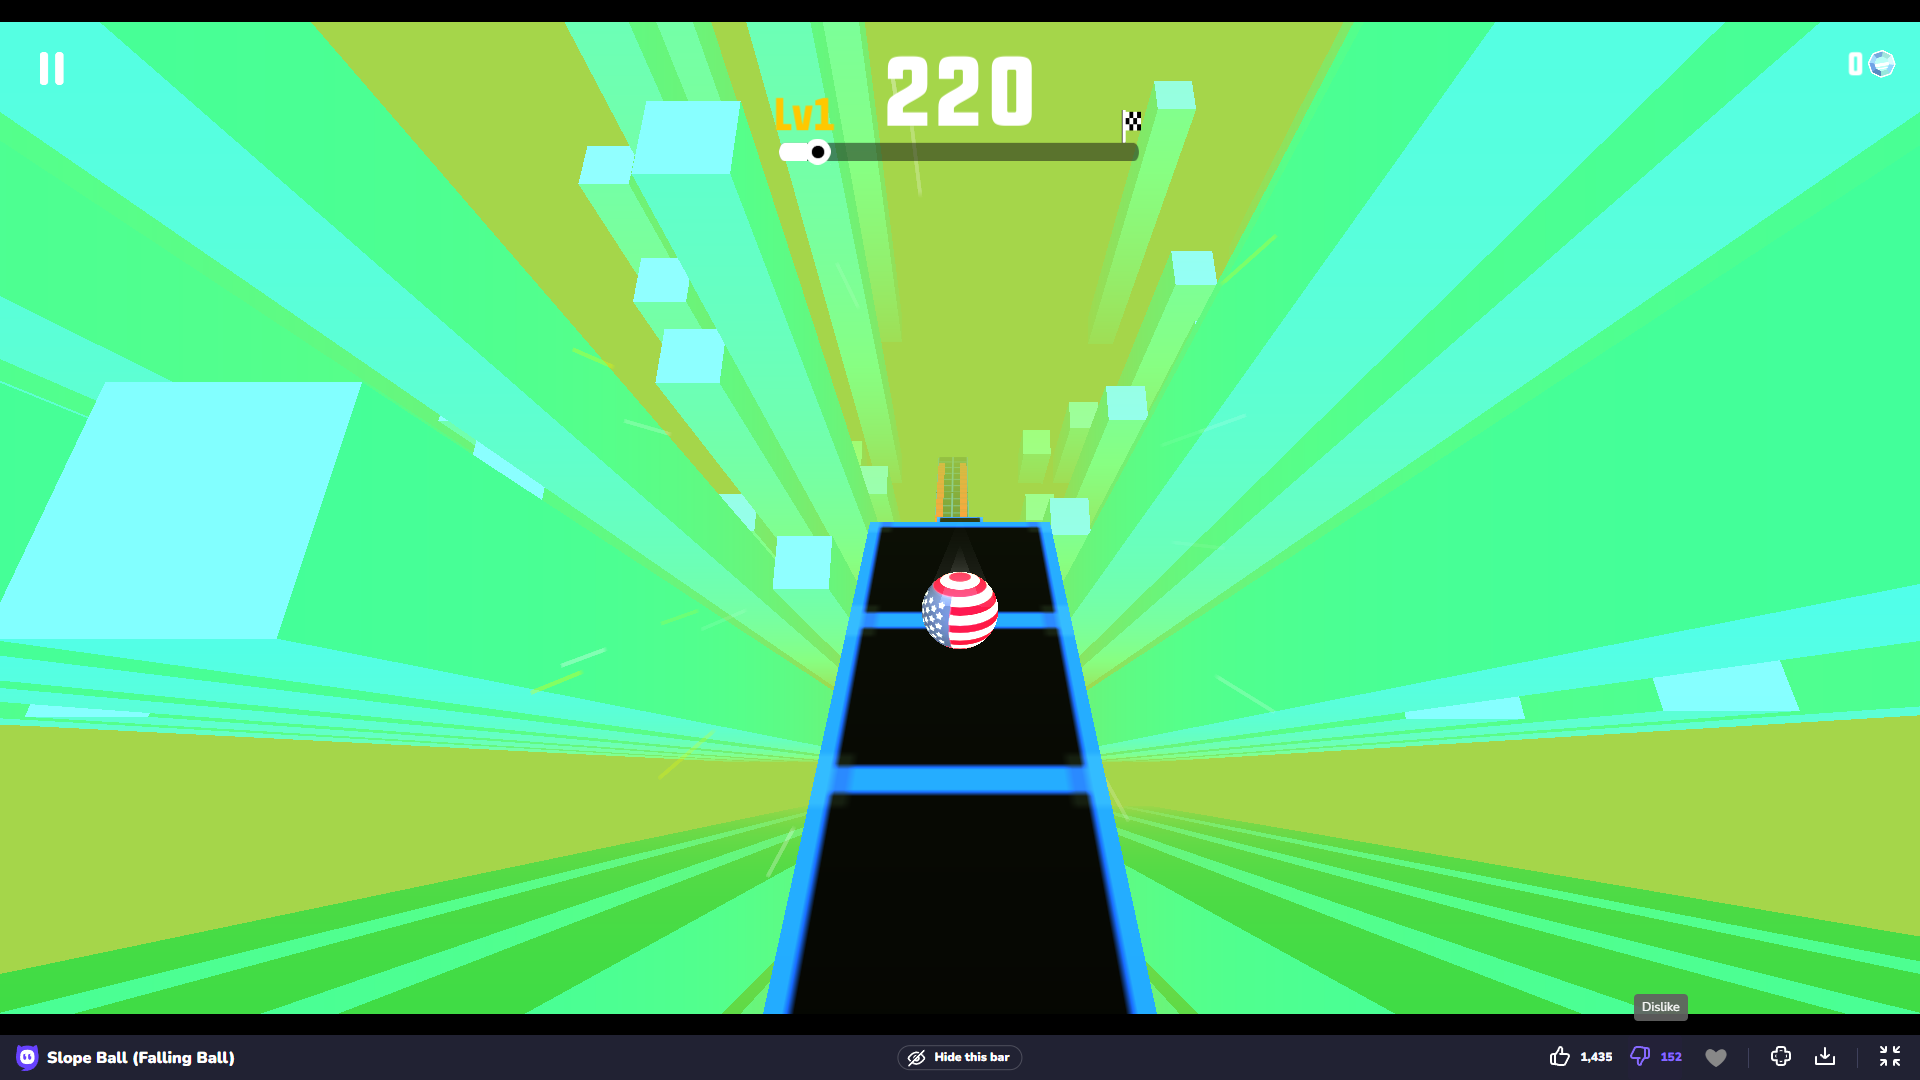 220
Lv1
0
Dislike
Slope Ball (Falling Ball)
Hide this bar
1,435
152